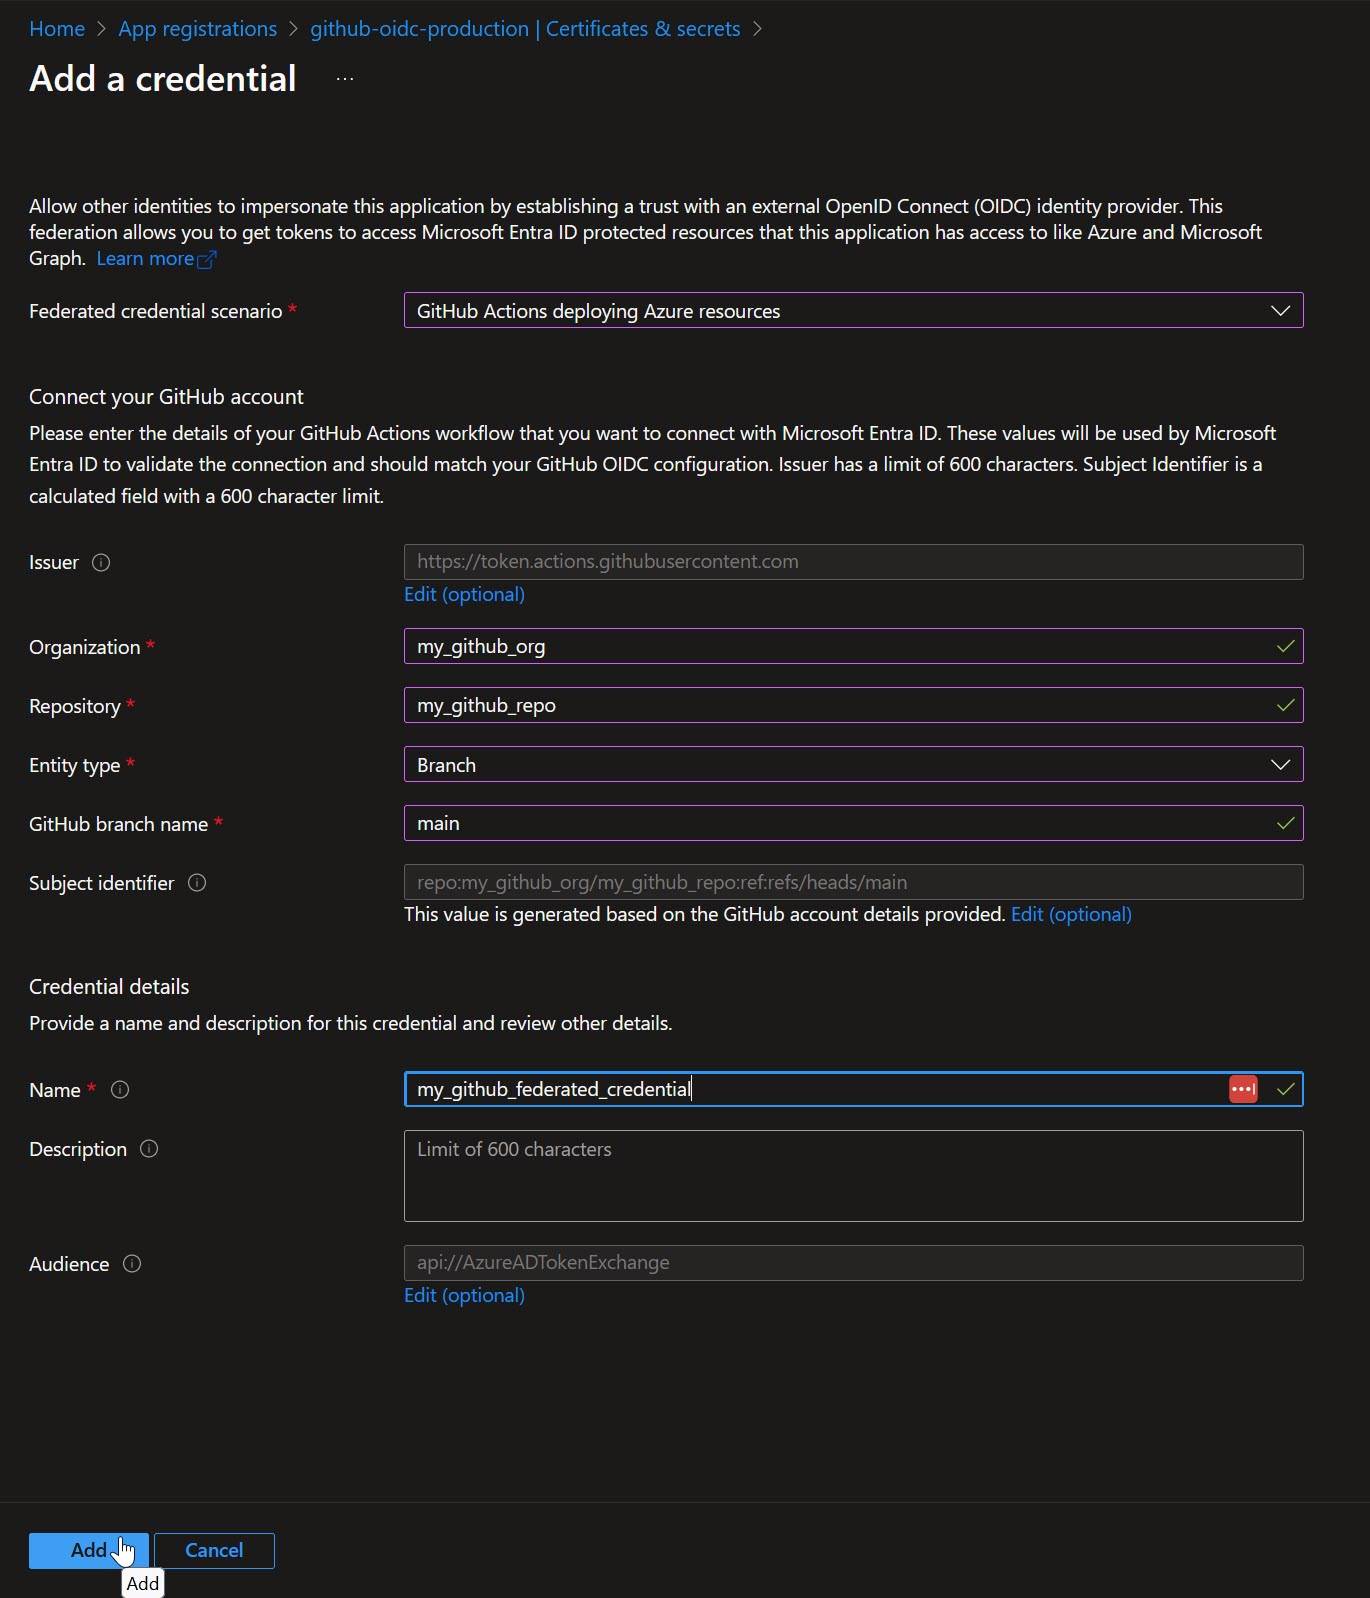 Home > App registrations > github-oidc-production | Certificates & secrets >
Add a credential ...
Allow other identities to impersonate this application by establishing a trust with an external OpenID Connect (OIDC) identity provider. This
federation allows you to get tokens to access Microsoft Entra ID protected resources that this application has access to like Azure and Microsoft
Graph. Learn more
Federated credential scenario *
GitHub Actions deploying Azure resources
Connect your GitHub account
Please enter the details of your GitHub Actions workflow that you want to connect with Microsoft Entra ID. These values will be used by Microsoft
Entra ID to validate the connection and should match your GitHub OIDC configuration. Issuer has a limit of 600 characters. Subject Identifier is a
calculated field with a 600 character limit.
Issuer
https://token.actions.githubusercontent.com
Edit (optional)
Organization *
my_github_org
Repository *
my_github_repo
Entity type *
Branch
GitHub branch name *
main
Subject identifier
repo:my_github_org/my_github_repo:ref:refs/heads/main
This value is generated based on the GitHub account details provided. Edit (optional)
Credential details
Provide a name and description for this credential and review other details.
Name *
my_github_federated_credential
Description
Limit of 600 characters
Audience
api://AzureADTokenExchange
Edit (optional)
Add
Cancel
Add